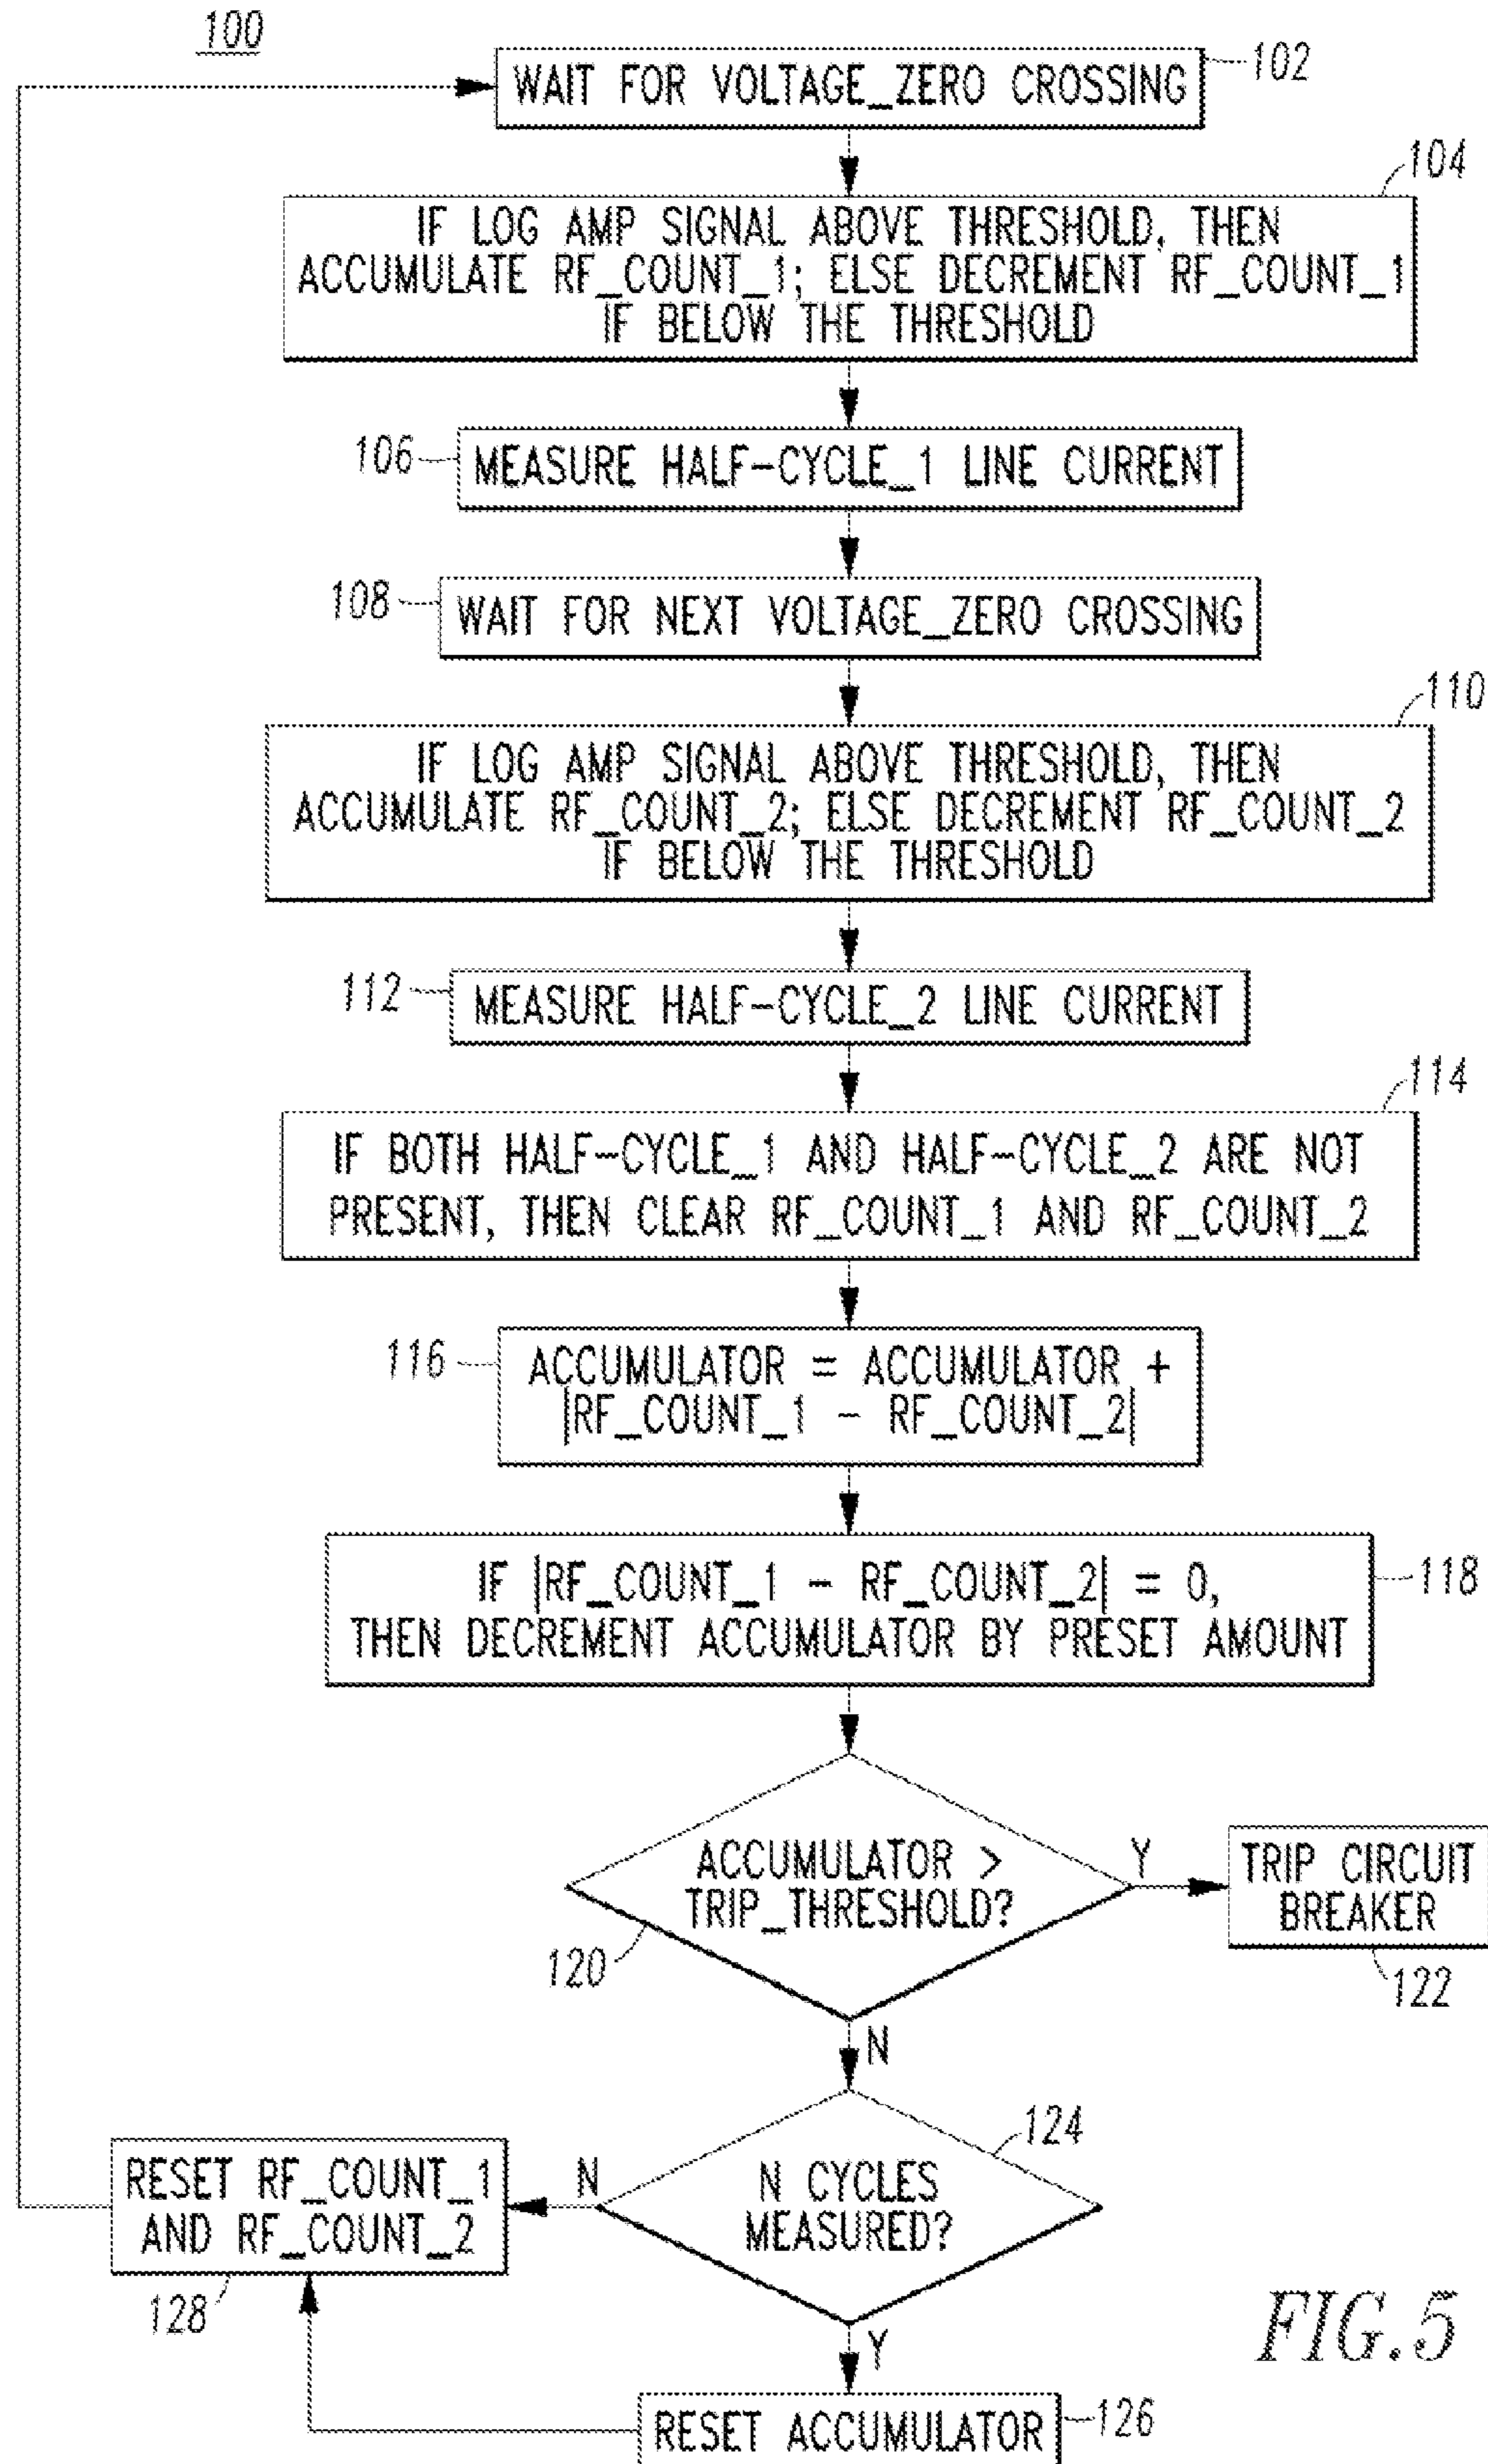 100
WAIT FOR VOLTAGE_ZERO CROSSING
102
104
IF LOG AMP SIGNAL ABOVE THRESHOLD, THEN
ACCUMULATE RF_COUNT_1; ELSE DECREMENT RF_COUNT_1
IF BELOW THE THRESHOLD
106
MEASURE HALF-CYCLE_1 LINE CURRENT
108
WAIT FOR NEXT VOLTAGE_ZERO CROSSING
110
IF LOG AMP SIGNAL ABOVE THRESHOLD, THEN
ACCUMULATE RF_COUNT_2; ELSE DECREMENT RF_COUNT_2
IF BELOW THE THRESHOLD
112
MEASURE HALF-CYCLE_2 LINE CURRENT
114
IF BOTH HALF-CYCLE_1 AND HALF-CYCLE_2 ARE NOT
PRESENT, THEN CLEAR RF_COUNT_1 AND RF_COUNT_2
116
ACCUMULATOR = ACCUMULATOR +
|RF_COUNT_1 - RF_COUNT_2|
IF |RF_COUNT_1 - RF_COUNT_2| = 0,
THEN DECREMENT ACCUMULATOR BY PRESET AMOUNT
118
ACCUMULATOR >
TRIP_THRESHOLD?
120
Y
TRIP CIRCUIT
BREAKER
122
N
124
N CYCLES
MEASURED?
N
RESET RF_COUNT_1
AND RF_COUNT_2
128
Y
RESET ACCUMULATOR
126
FIG.5